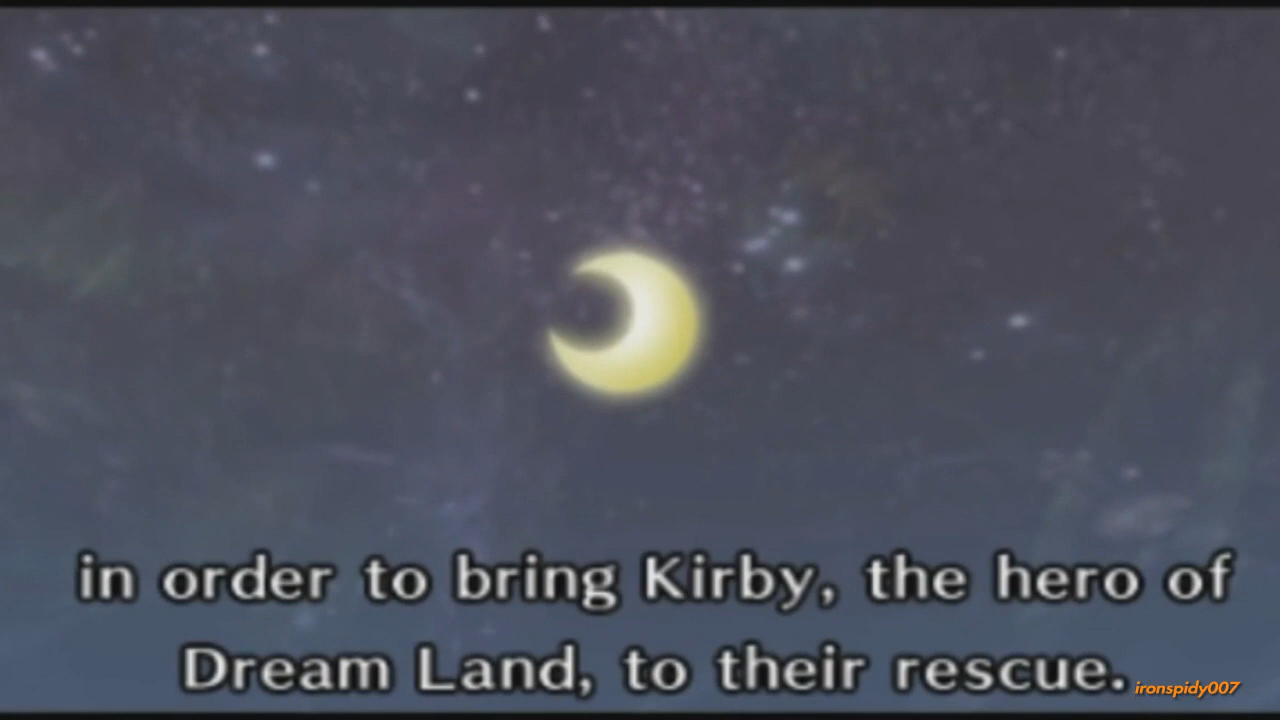 in order to bring Kirby, the hero of
Dream Land, to their rescue.
ironspidy007